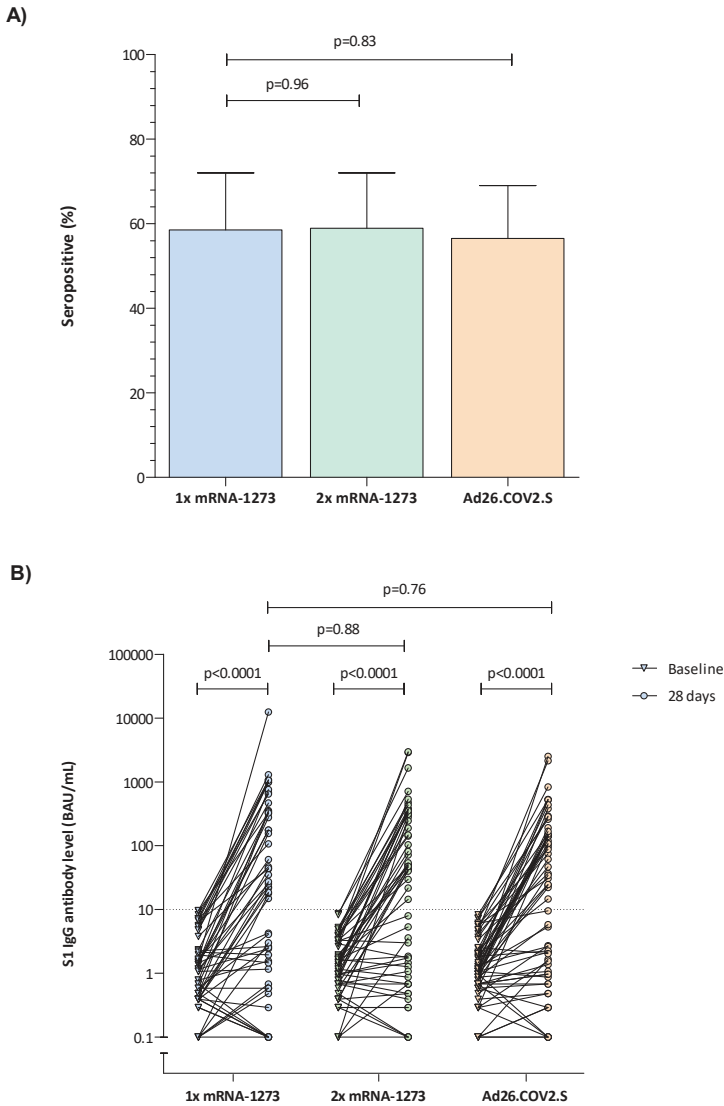 A)
p=0.83
p=0.96
100
80
60
40
20
0
Seropositive (%)
1x mRNA-1273
2x mRNA-1273
Ad26.COV2.S
B)
p=0.76
p=0.88
p<0.0001
p<0.0001
p<0.0001
Baseline
28 days
100000
10000
1000
100
10
1
0.1
S1 IgG antibody level (BAU/mL)
1x mRNA-1273
2x mRNA-1273
Ad26.COV2.S